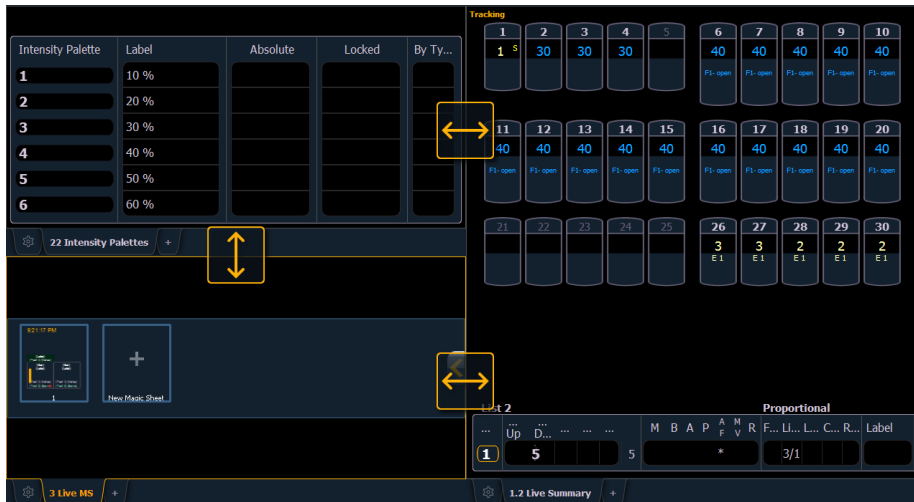 Tracking
Intensity Palette Label Absolute Locked By Ty...
1 10 %
2 20 %
3 30 %
4 40 %
5 50 %
6 60 %
22 Intensity Palettes +
1 2 3 4 5 6 7 8 9 10
1 S 30 30 30 40 40 40 40 40
F1- open F1- open F1- open F1- open F1- open
11 12 13 14 15 16 17 18 19 20
40 40 40 40 40 40 40 40 40 40
F1- open F1- open F1- open F1- open F1- open F1- open F1- open F1- open F1- open F1- open
21 22 23 24 25 26 27 28 29 30
3 3 2 2 2
E 1 E 1 E 1 E 1 E 1
8:21:17 PM
1
+
New Magic Sheet
3 Live MS +
List 2 Proportional
... ... Up ... D... ... ... ... M B A P A F M V R F... Li... L... C... R... Label
1 5 5 * 3/1
1.2 Live Summary +